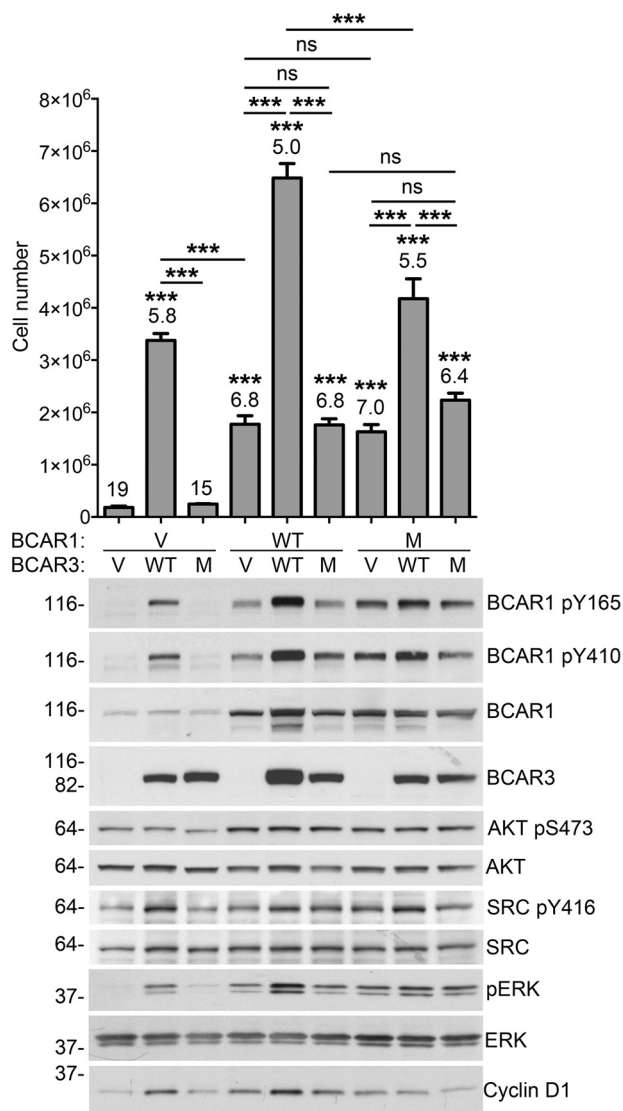 ***
ns
ns
*** ***
8×10⁶
***
5.0
7×10⁶
ns
6×10⁶
ns
*** ***
***
5.5
5×10⁶
***
***
4×10⁶
***
5.8
3×10⁶
***
6.8
***
6.8
***
7.0
***
6.4
2×10⁶
1×10⁶
19
15
0
Cell number
BCAR1: V WT M
BCAR3: V WT M V WT M V WT M
116- BCAR1 pY165
116- BCAR1 pY410
116- BCAR1
116-
82- BCAR3
64- AKT pS473
64- AKT
64- SRC pY416
64- SRC
37- pERK
37- ERK
37- Cyclin D1